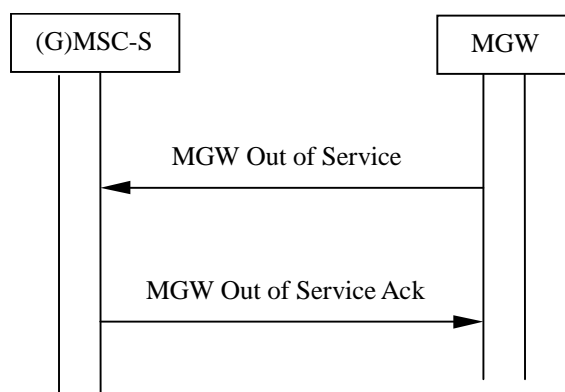 (G)MSC-S
MGW
MGW Out of Service
MGW Out of Service Ack